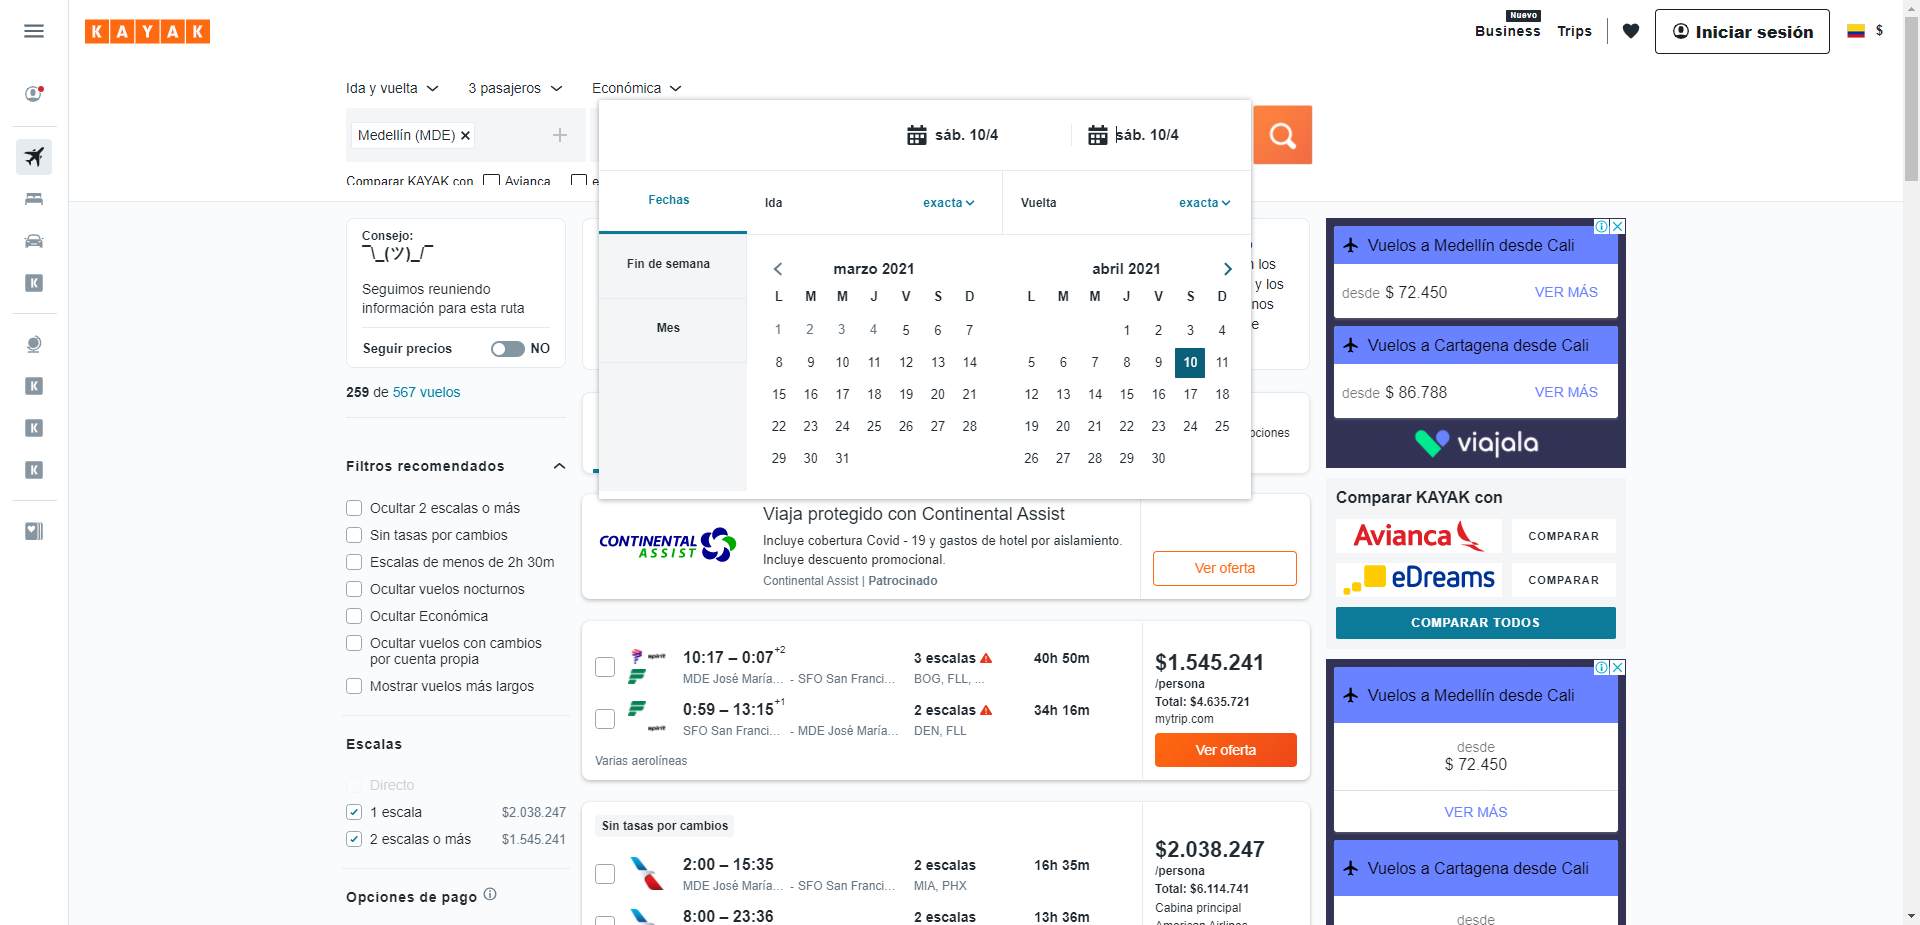 KAYAK
Nuevo
Business
Trips
Iniciar sesión
$
Ida y vuelta
3 pasajeros
Económica
Medellín (MDE)
sáb. 10/4
sáb. 10/4
Comparar KAYAK con
Avianca
e
Fechas
Ida
exacta
Vuelta
exacta
Fin de semana
Mes
marzo 2021
L M M J V S D
1 2 3 4 5 6 7
8 9 10 11 12 13 14
15 16 17 18 19 20 21
22 23 24 25 26 27 28
29 30 31
abril 2021
L M M J V S D
1 2 3 4
5 6 7 8 9 10 11
12 13 14 15 16 17 18
19 20 21 22 23 24 25
26 27 28 29 30
Consejo:
¯\_(ツ)_/¯
Seguimos reuniendo
información para esta ruta
Seguir precios
NO
259 de 567 vuelos
Filtros recomendados
Ocultar 2 escalas o más
Sin tasas por cambios
Escalas de menos de 2h 30m
Ocultar vuelos nocturnos
Ocultar Económica
Ocultar vuelos con cambios
por cuenta propia
Mostrar vuelos más largos
Escalas
Directo
1 escala $2.038.247
2 escalas o más $1.545.241
Opciones de pago
los
y los
e
CONTINENTAL
ASSIST
Viaja protegido con Continental Assist
Incluye cobertura Covid - 19 y gastos de hotel por aislamiento.
Incluye descuento promocional.
Continental Assist | Patrocinado
Ver oferta
spirit
10:17 – 0:07+2
MDE José María... - SFO San Franci...
3 escalas
BOG, FLL, ...
40h 50m
spirit
0:59 – 13:15+1
SFO San Franci... - MDE José María...
2 escalas
DEN, FLL
34h 16m
Varias aerolíneas
$1.545.241
/persona
Total: $4.635.721
mytrip.com
Ver oferta
Sin tasas por cambios
2:00 – 15:35
MDE José María... - SFO San Franci...
2 escalas
MIA, PHX
16h 35m
8:00 – 23:36
2 escalas
13h 36m
$2.038.247
/persona
Total: $6.114.741
Cabina principal
American Airlines
Vuelos a Medellín desde Cali
desde $ 72.450
VER MÁS
Vuelos a Cartagena desde Cali
desde $ 86.788
VER MÁS
viajala
Comparar KAYAK con
Avianca
COMPARAR
eDreams
COMPARAR
COMPARAR TODOS
Vuelos a Medellín desde Cali
desde
$ 72.450
VER MÁS
Vuelos a Cartagena desde Cali
desde